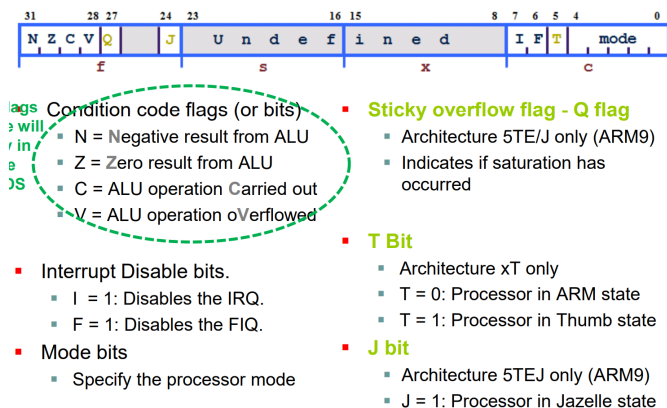 31 28 27 24 23 16 15 8 7 6 5 4 0
N Z C V Q J U n d e f i n e d I F T mode
f s x c
Condition code flags (or bits)
N = Negative result from ALU
Z = Zero result from ALU
C = ALU operation Carried out
V = ALU operation oVerflowed
will
in
Interrupt Disable bits.
I = 1: Disables the IRQ.
F = 1: Disables the FIQ.
Mode bits
Specify the processor mode
Sticky overflow flag - Q flag
Architecture 5TE/J only (ARM9)
Indicates if saturation has
occurred
T Bit
Architecture xT only
T = 0: Processor in ARM state
T = 1: Processor in Thumb state
J bit
Architecture 5TEJ only (ARM9)
J = 1: Processor in Jazelle state